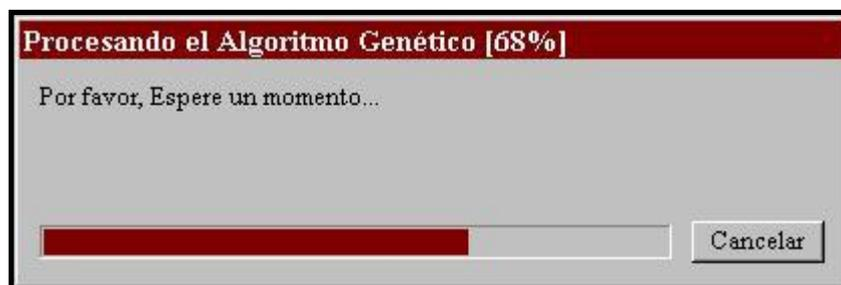 Procesando el Algoritmo Genético [68%]
Por favor, Espere un momento...
Cancelar